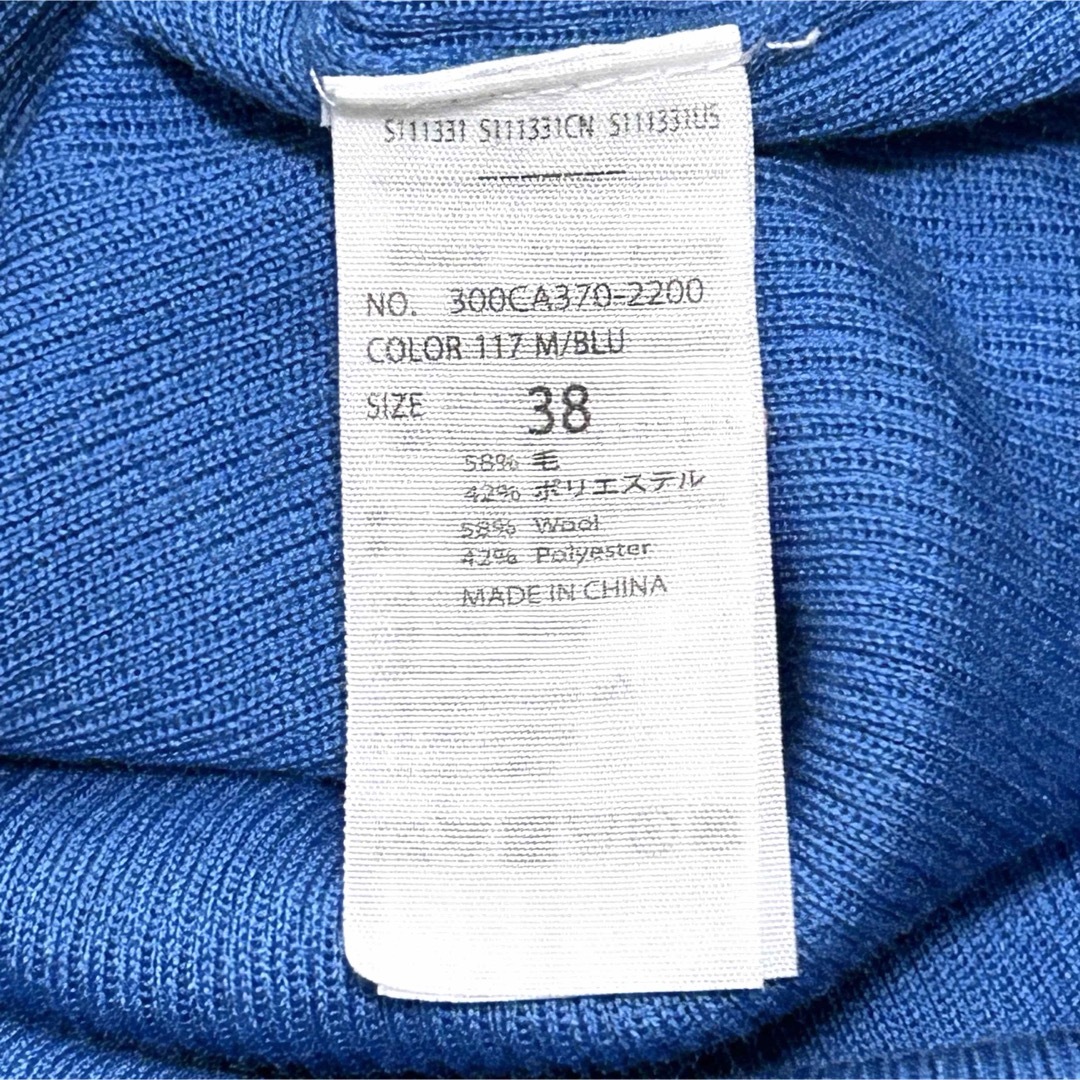 S111331 S111331CN S111331US
NO. 300CA370-2200
COLOR 117 M/BLU
SIZE 38
58% 毛
42% ポリエステル
58% Wool
42% Polyester
MADE IN CHINA